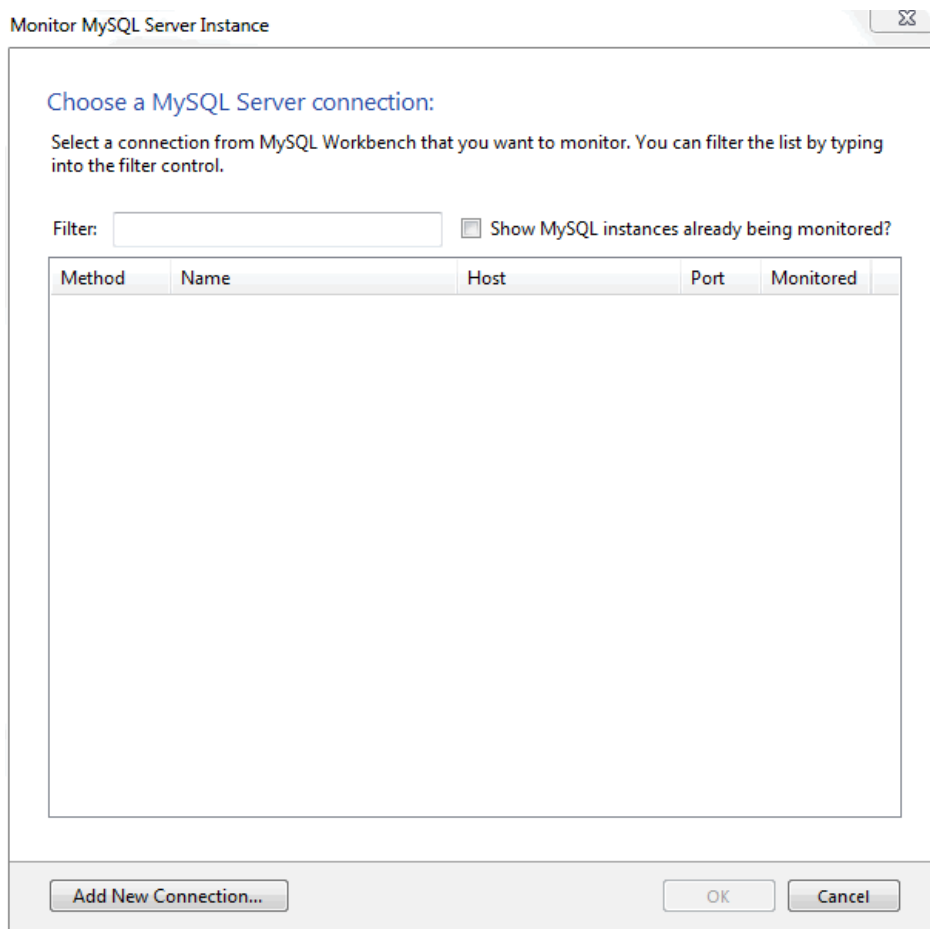 Monitor MySQL Server Instance
Choose a MySQL Server connection:
Select a connection from MySQL Workbench that you want to monitor. You can filter the list by typing
into the filter control.
Filter: Show MySQL instances already being monitored?
Method Name Host Port Monitored
Add New Connection... OK Cancel